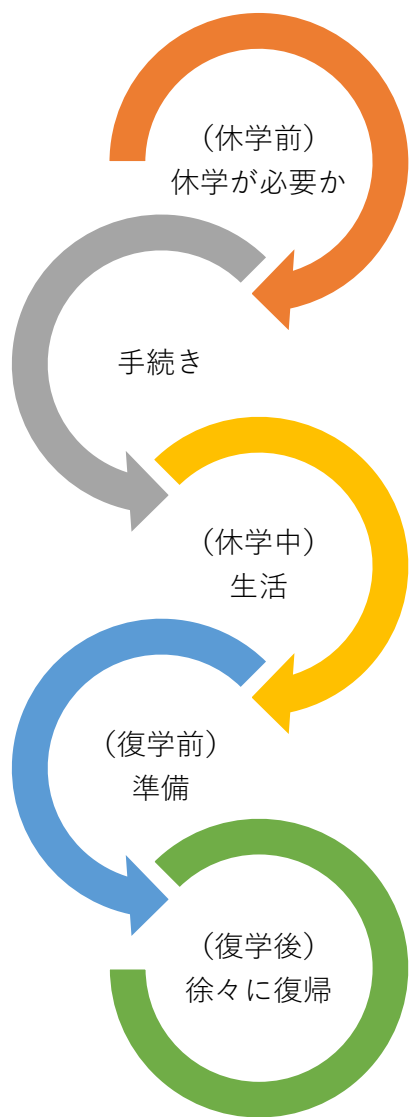 （休学前）
休学が必要か
手続き
（休学中）
生活
（復学前）
準備
（復学後）
徐々に復帰